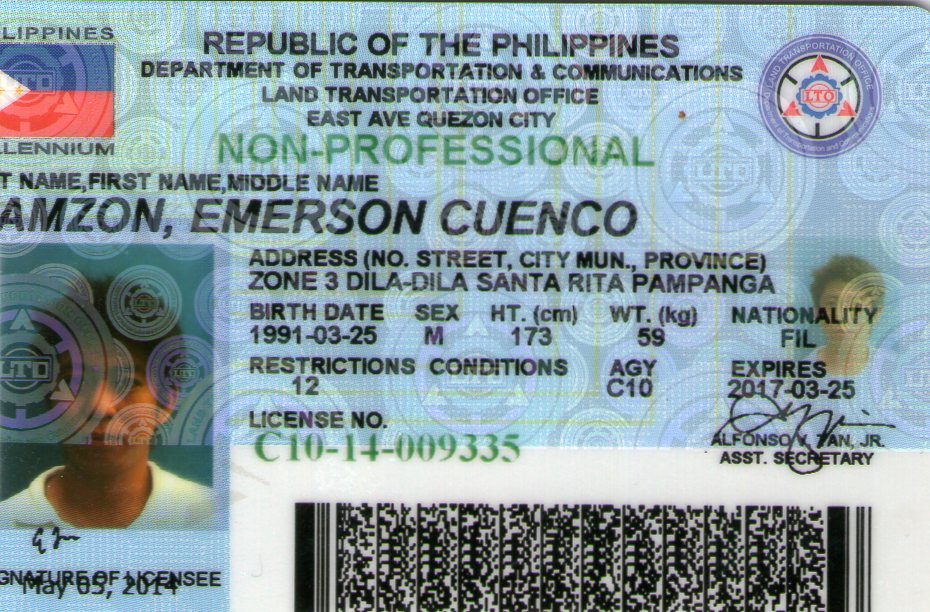 LIPPINES
LTO
LLENNIUM
REPUBLIC OF THE PHILIPPINES
DEPARTMENT OF TRANSPORTATION & COMMUNICATIONS
LAND TRANSPORTATION OFFICE
EAST AVE QUEZON CITY
LAND TRANSPORTATION OFFICE
LTO
NON-PROFESSIONAL
T NAME,FIRST NAME,MIDDLE NAME
AMZON, EMERSON CUENCO
ADDRESS (NO. STREET, CITY MUN., PROVINCE)
ZONE 3 DILA-DILA SANTA RITA PAMPANGA
BIRTH DATE SEX HT. (cm) WT. (kg) NATIONALITY
1991-03-25 M 173 59 FIL
RESTRICTIONS CONDITIONS AGY EXPIRES
12 C10 2017-03-25
LICENSE NO.
C10-14-009335
ALFONSO V. TAN, JR.
ASST. SECRETARY
GNATURE OF LICENSEE
May 05, 2014